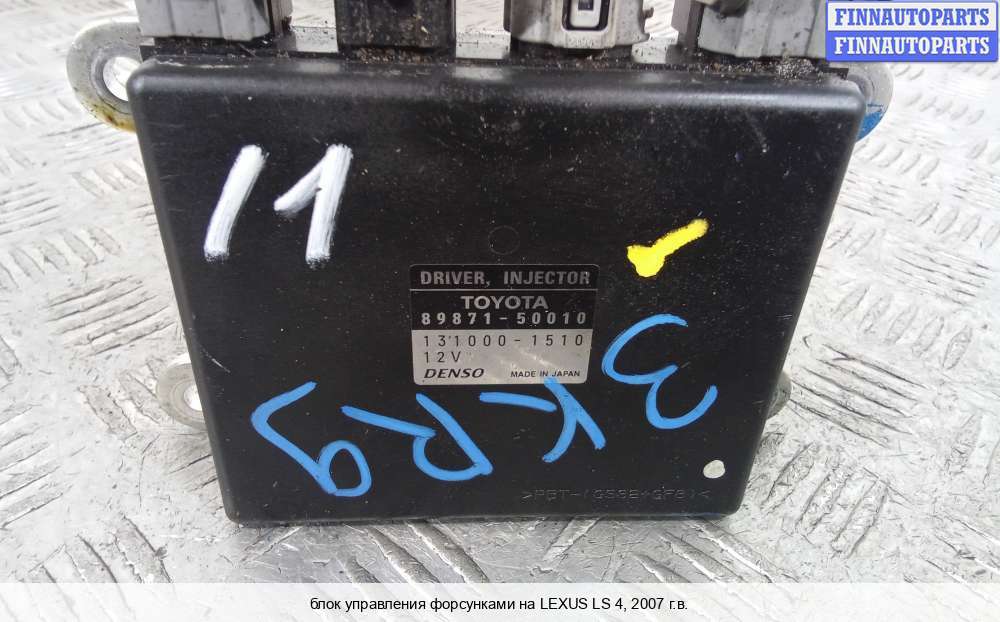 FINNAUTOPARTS
FINNAUTOPARTS
11
DRIVER, INJECTOR
TOYOTA
89871-50010
131000-1510
12V
DENSO MADE IN JAPAN
блок управления форсунками на LEXUS LS 4, 2007 г.в.